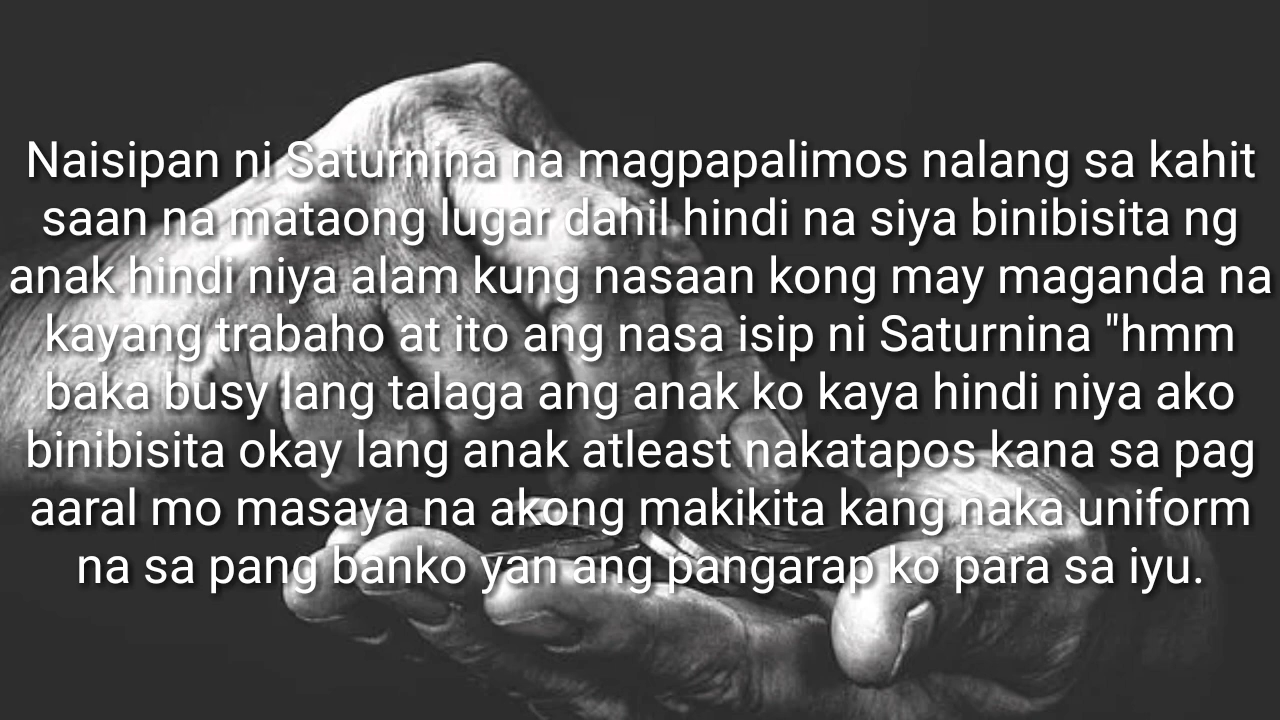 Naisipan ni Saturnina na magpapalimos nalang sa kahit
saan na mataong lugar dahil hindi na siya binibisita ng
anak hindi niya alam kung nasaan kong may maganda na
kayang trabaho at ito ang nasa isip ni Saturnina "hmm
baka busy lang talaga ang anak ko kaya hindi niya ako
binibisita okay lang anak atleast nakatapos kana sa pag
aaral mo masaya na akong makikita kang naka uniform
na sa pang banko yan ang pangarap ko para sa iyu.